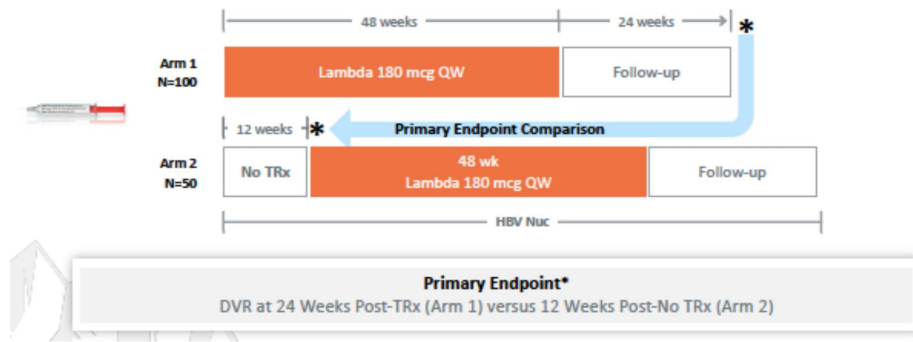 48 weeks
24 weeks
*
Arm 1
N=100
Lambda 180 mcg QW
Follow-up
12 weeks
*
Primary Endpoint Comparison
Arm 2
N=50
No TRx
48 wk
Lambda 180 mcg QW
Follow-up
HBV Nuc
Primary Endpoint*
DVR at 24 Weeks Post-TRx (Arm 1) versus 12 Weeks Post-No TRx (Arm 2)